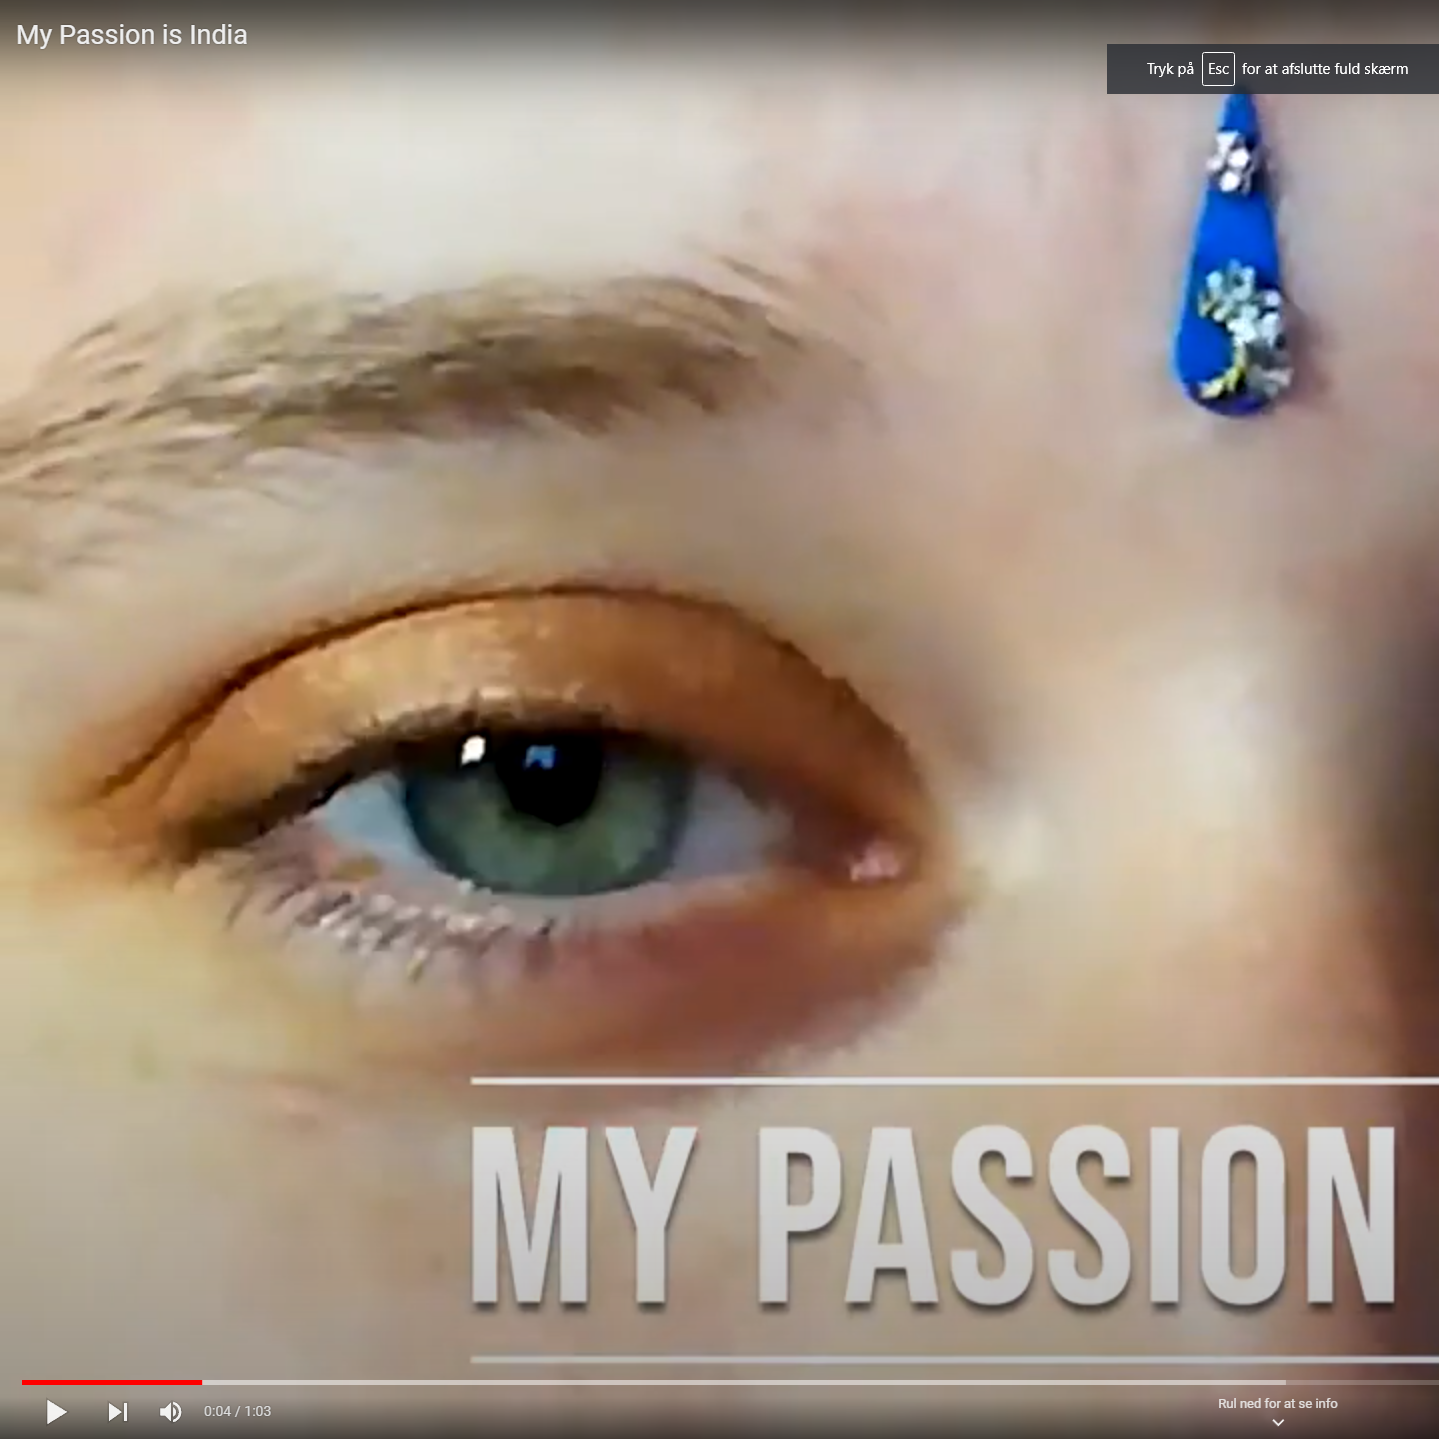 My Passion is India
Tryk på Esc for at afslutte fuld skærm
MY PASSION
0:04 / 1:03
Rul ned for at se info